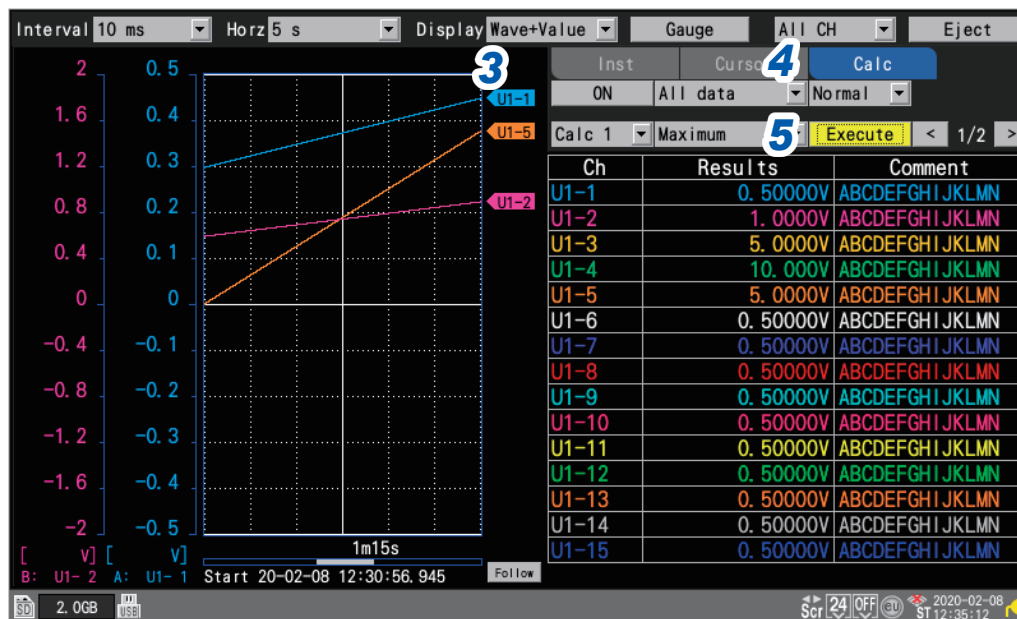 Interval 10 ms Horz 5 s Display Wave+Value Gauge All CH Eject
3 4 5
Inst Curso Calc
ON All data Normal
Calc 1 Maximum Execute < 1/2 >
2 0.5
1.6 0.4
1.2 0.3
0.8 0.2
0.4 0.1
0 0
-0.4 -0.1
-0.8 -0.2
-1.2 -0.3
-1.6 -0.4
-2 -0.5
[ V] [ V]
B: U1- 2 A: U1- 1
U1-1
U1-5
U1-2
1m15s
Start 20-02-08 12:30:56.945 Follow
Ch Results Comment
U1-1 0.50000V ABCDEFGHIJKLMN
U1-2 1.0000V ABCDEFGHIJKLMN
U1-3 5.0000V ABCDEFGHIJKLMN
U1-4 10.000V ABCDEFGHIJKLMN
U1-5 5.0000V ABCDEFGHIJKLMN
U1-6 0.50000V ABCDEFGHIJKLMN
U1-7 0.50000V ABCDEFGHIJKLMN
U1-8 0.50000V ABCDEFGHIJKLMN
U1-9 0.50000V ABCDEFGHIJKLMN
U1-10 0.50000V ABCDEFGHIJKLMN
U1-11 0.50000V ABCDEFGHIJKLMN
U1-12 0.50000V ABCDEFGHIJKLMN
U1-13 0.50000V ABCDEFGHIJKLMN
U1-14 0.50000V ABCDEFGHIJKLMN
U1-15 0.50000V ABCDEFGHIJKLMN
SD 2.0GB USB Scr 24 OFF eu ST 2020-02-08
12:35:12